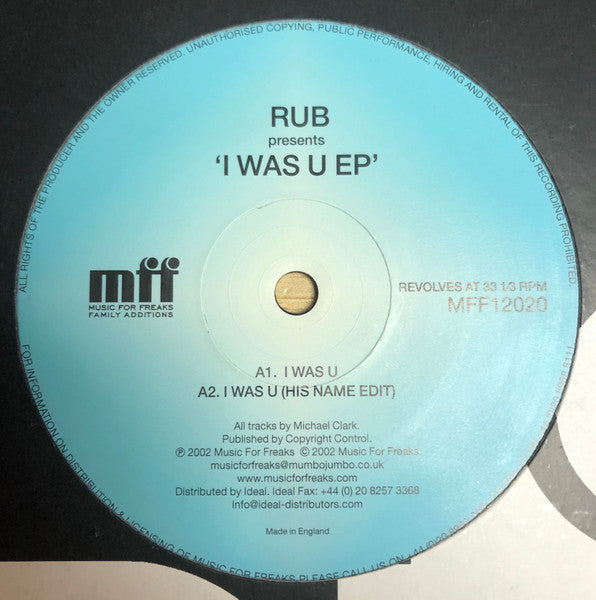 ALL RIGHTS OF THE PRODUCER AND THE OWNER RESERVED. UNAUTHORISED COPYING, PUBLIC PERFORMANCE, HIRING AND RENTAL OF THIS RECORDING PROHIBITED.
RUB
presents
‘I WAS U EP’
mff
MUSIC FOR FREAKS
FAMILY ADDITIONS
REVOLVES AT 33 1/3 RPM
MFF12020
A1. I WAS U
A2. I WAS U (HIS NAME EDIT)
All tracks by Michael Clark.
Published by Copyright Control.
℗ 2002 Music For Freaks © 2002 Music For Freaks.
musicforfreaks@mumbojumbo.co.uk
www.musicforfreaks.com
Distributed by Ideal. Ideal Fax: +44 (0) 20 8257 3368
Info@ideal-distributors.com
Made in England
FOR INFORMATION ON DISTRIBUTION & LICENSING OF MUSIC FOR FREAKS PLEASE CALL US ON